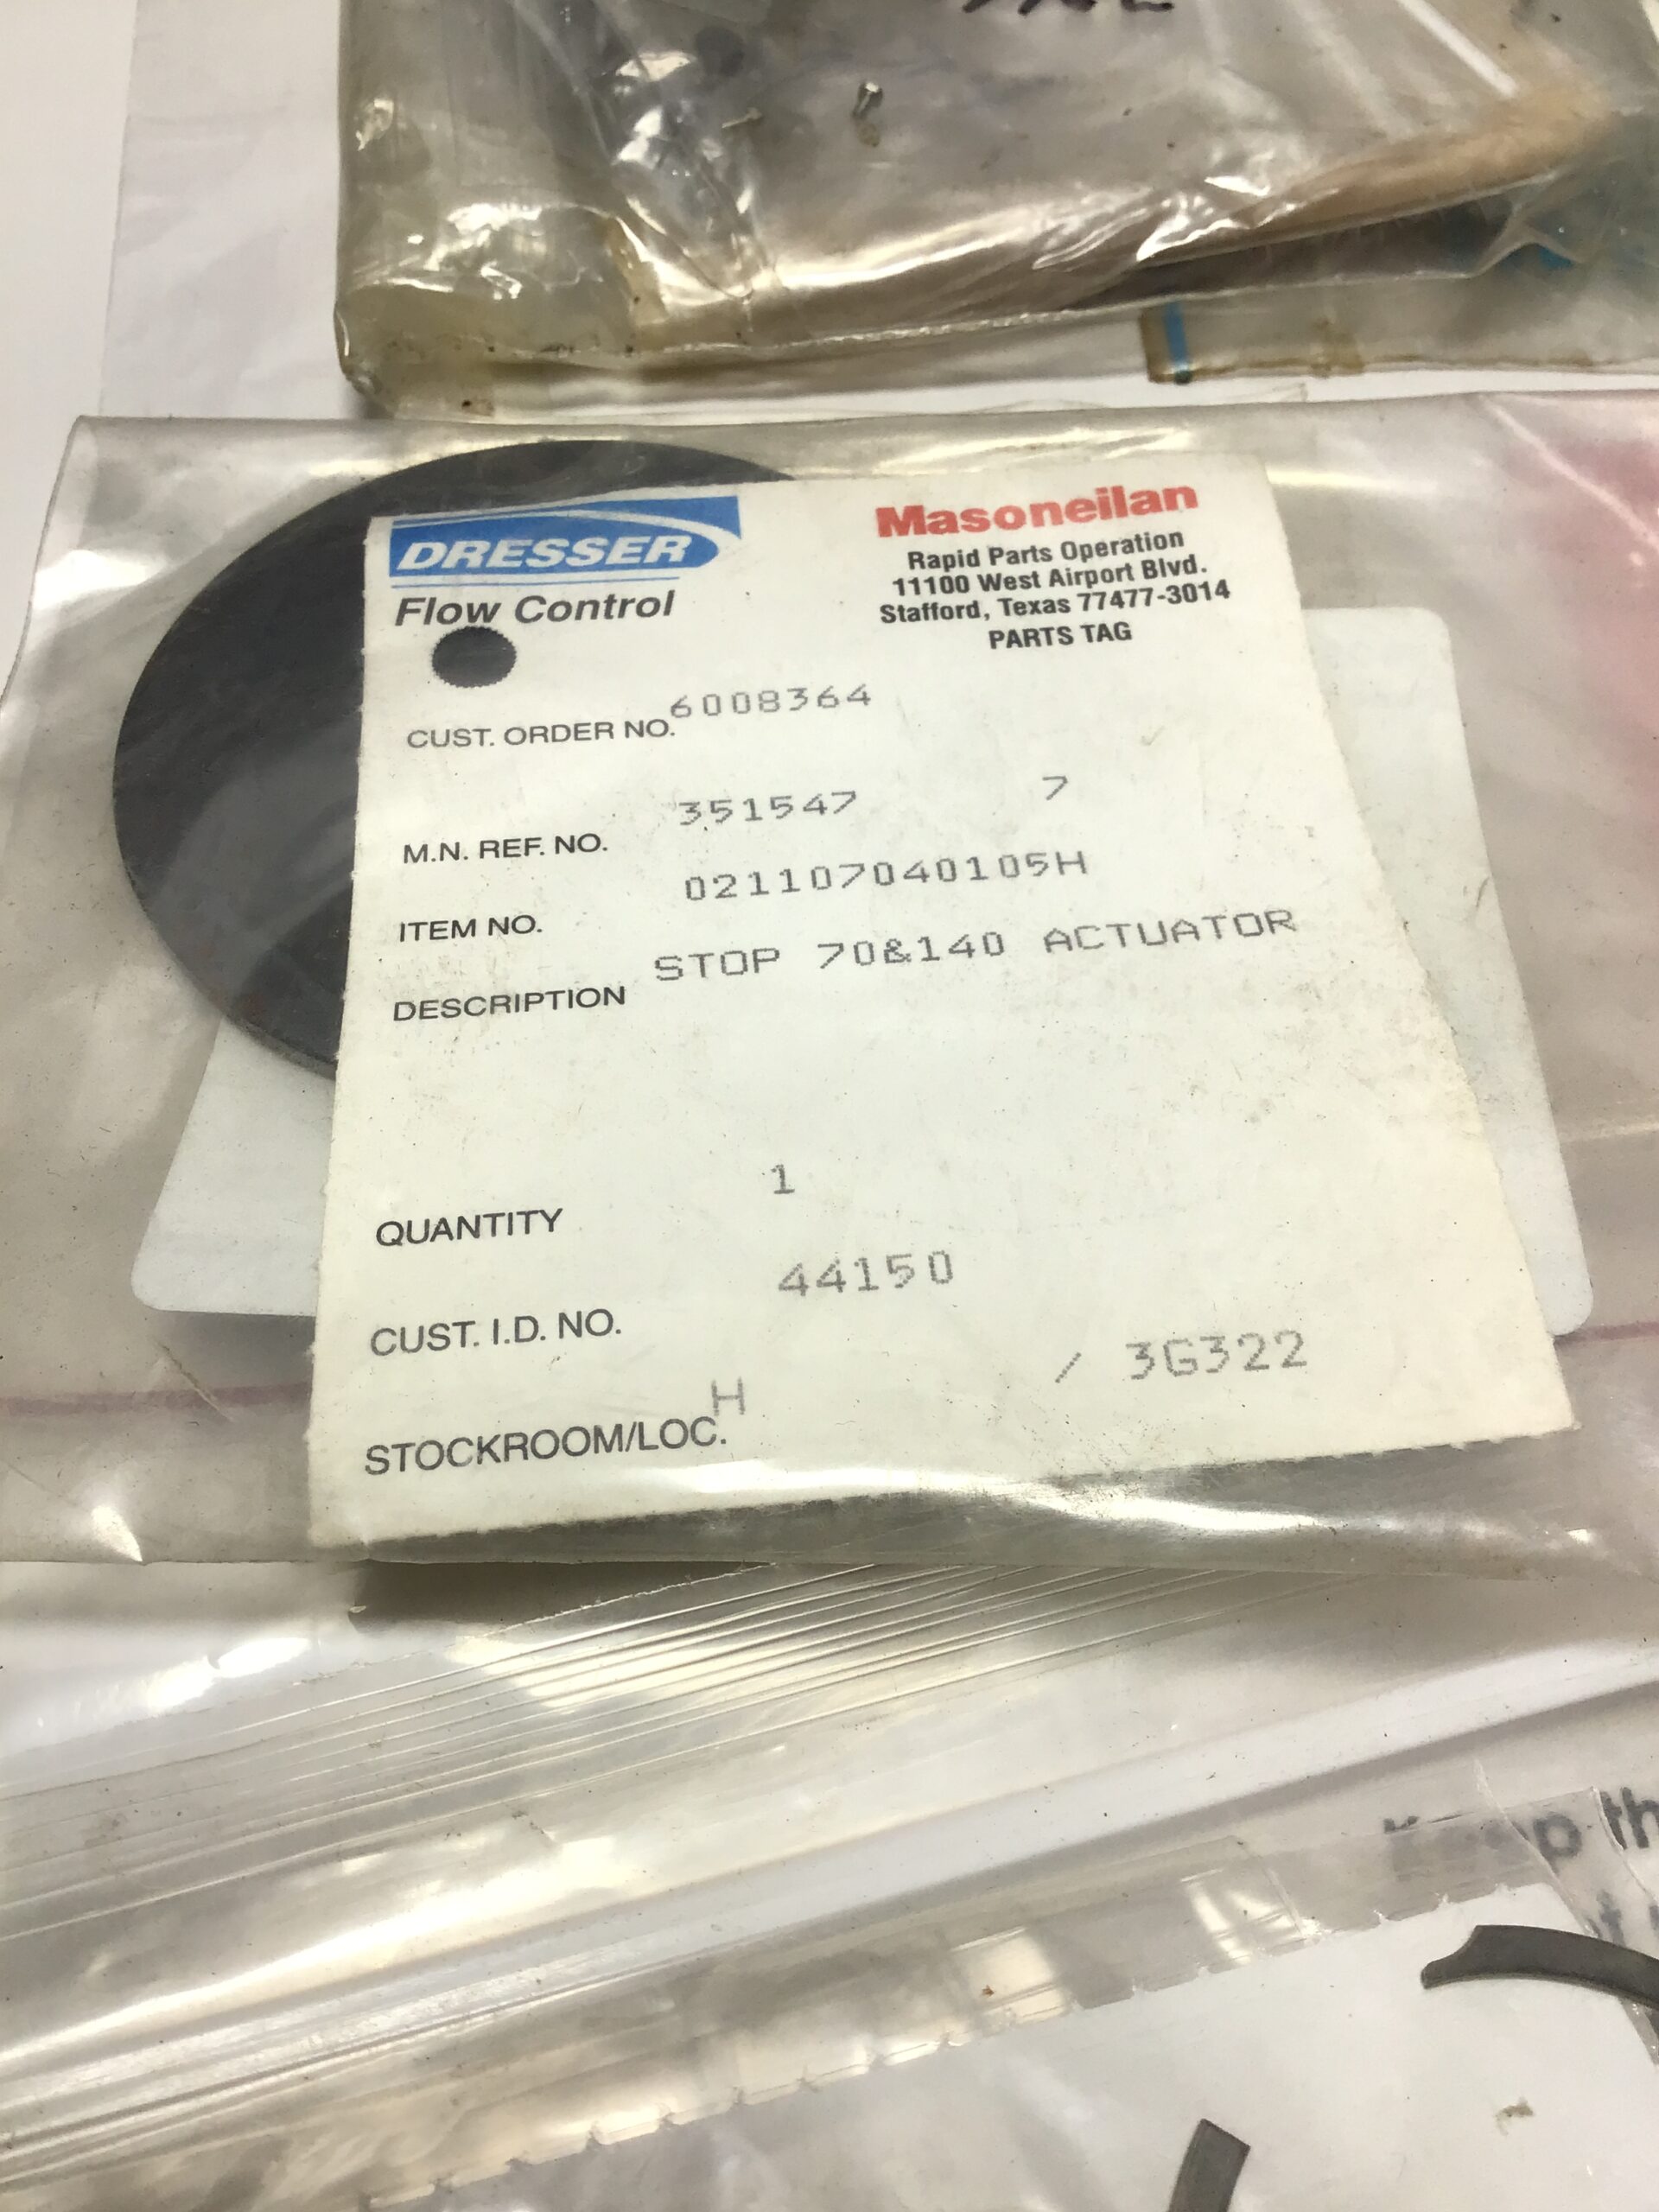 DRESSER
Flow Control
Masoneilan
Rapid Parts Operation
11100 West Airport Blvd.
Stafford, Texas 77477-3014
PARTS TAG
CUST. ORDER NO. 6008364
M.N. REF. NO. 351547 7
ITEM NO. 021107040105H
DESCRIPTION STOP 70&140 ACTUATOR
QUANTITY 1
CUST. I.D. NO. 44150
STOCKROOM/LOC. H / 3G322
Keep th